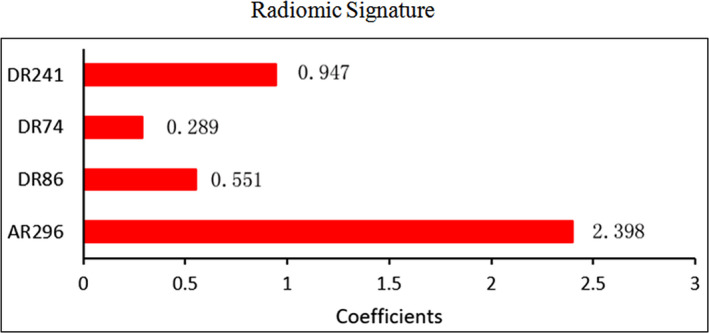 Radiomic Signature
DR241 0.947
DR74 0.289
DR86 0.551
AR296 2.398
0 0.5 1 1.5 2 2.5 3
Coefficients